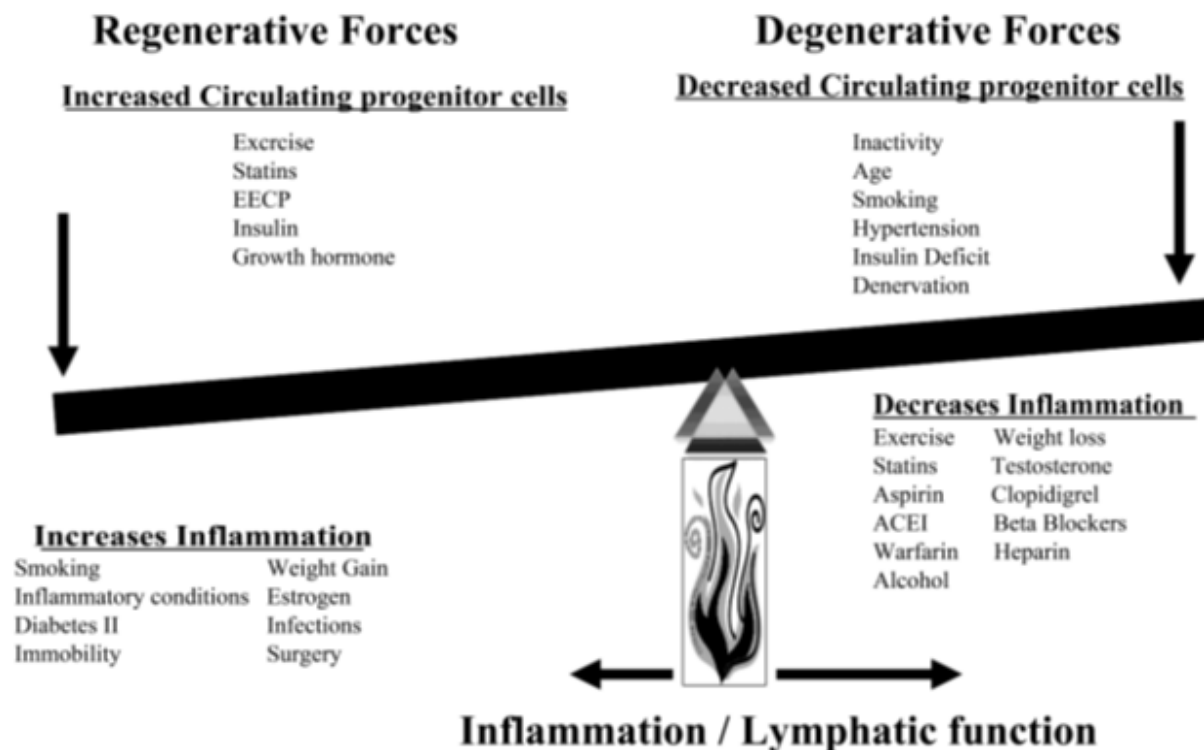 Regenerative Forces
Increased Circulating progenitor cells
Exercise
Statins
EECP
Insulin
Growth hormone
Degenerative Forces
Decreased Circulating progenitor cells
Inactivity
Age
Smoking
Hypertension
Insulin Deficit
Denervation
Increases Inflammation
Smoking Weight Gain
Inflammatory conditions Estrogen
Diabetes II Infections
Immobility Surgery
Decreases Inflammation
Exercise Weight loss
Statins Testosterone
Aspirin Clopidigrel
ACEI Beta Blockers
Warfarin Heparin
Alcohol
Inflammation / Lymphatic function